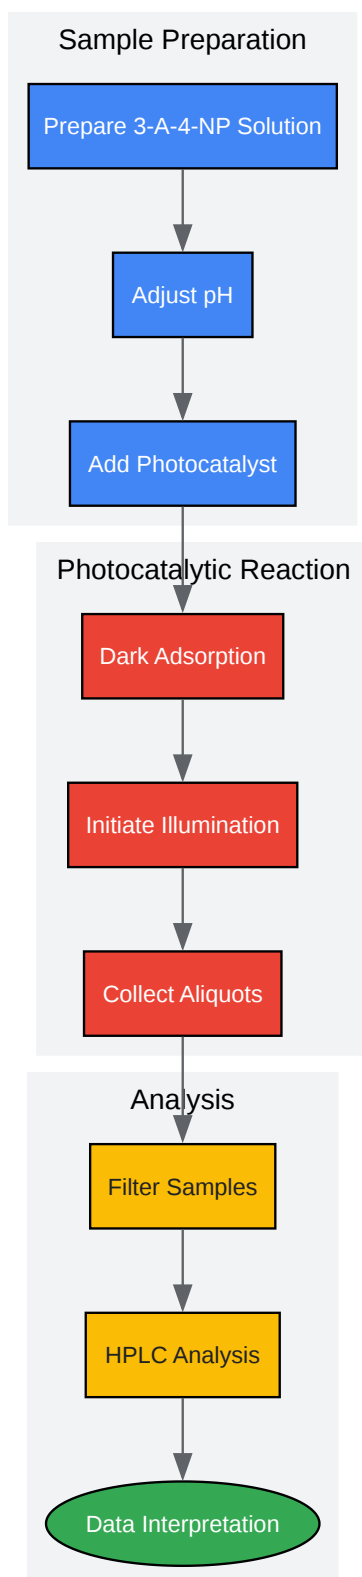 Sample Preparation
Prepare 3-A-4-NP Solution
Adjust pH
Add Photocatalyst
Photocatalytic Reaction
Dark Adsorption
Initiate Illumination
Collect Aliquots
Analysis
Filter Samples
HPLC Analysis
Data Interpretation